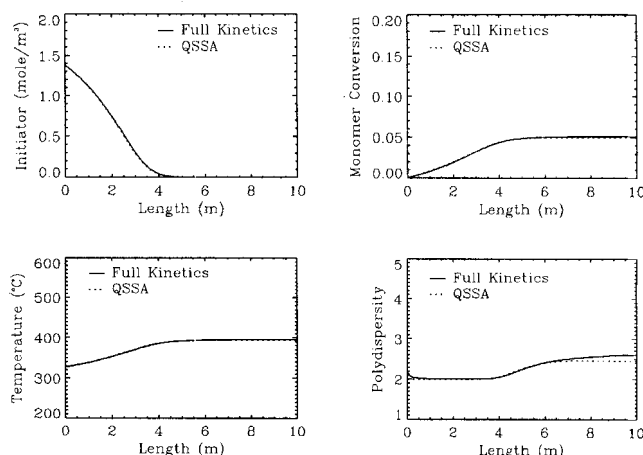 Initiator (mole/m³)
2.0
1.5
1.0
0.5
0.0
Full Kinetics
QSSA
0 2 4 6 8 10
Length (m)
Monomer Conversion
0.20
0.15
0.10
0.05
0.00
Full Kinetics
QSSA
0 2 4 6 8 10
Length (m)
Temperature (°C)
600
500
400
300
200
Full Kinetics
QSSA
0 2 4 6 8 10
Length (m)
Polydispersity
5
4
3
2
1
Full Kinetics
QSSA
0 2 4 6 8 10
Length (m)